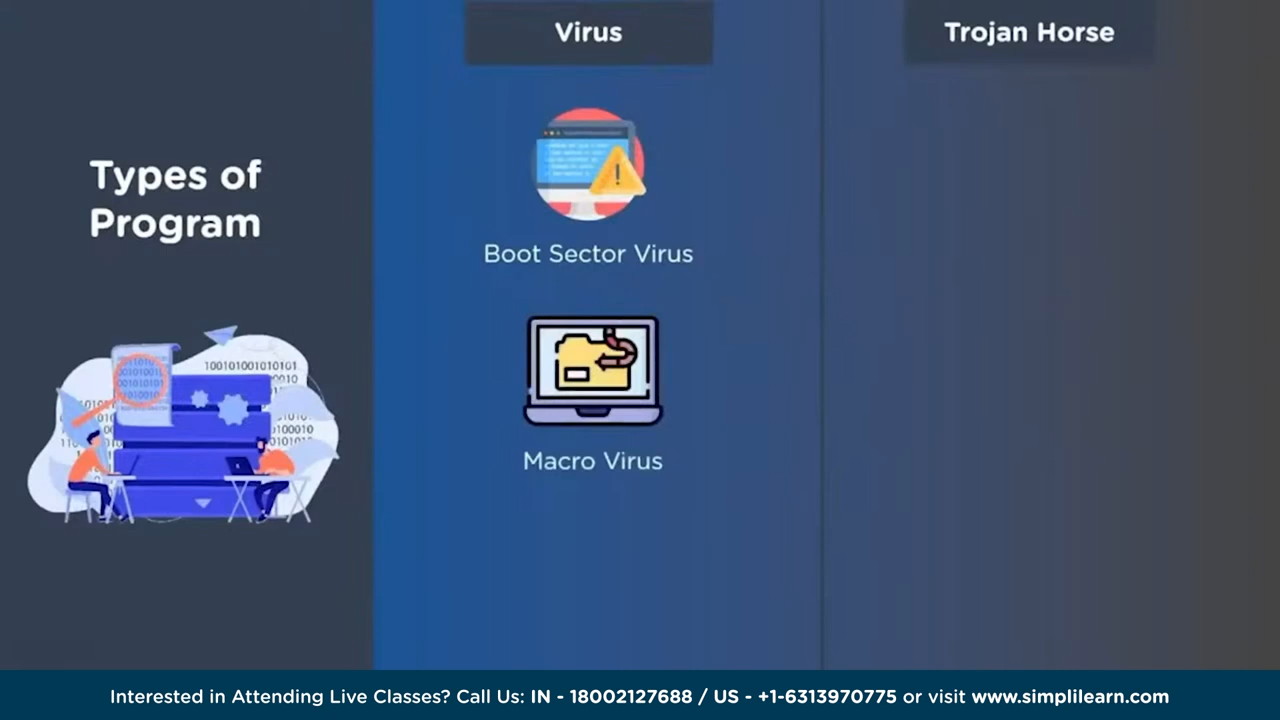 Types of
Program
Virus
Boot Sector Virus
Macro Virus
Trojan Horse
Interested in Attending Live Classes? Call Us: IN - 18002127688 / US - +1-6313970775 or visit www.simplilearn.com